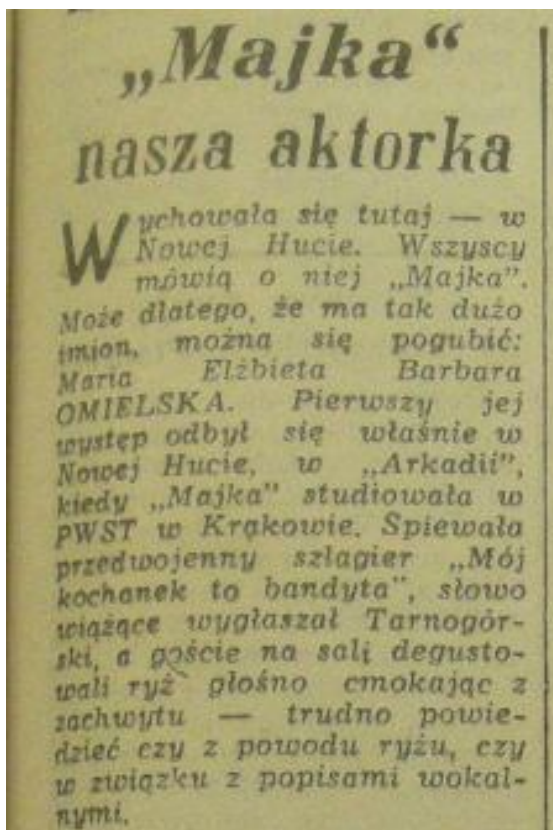 „Majka“
nasza aktorka
Wychowała się tutaj — w
Nowej Hucie. Wszyscy
mówią o niej „Majka”.
Może dlatego, że ma tak dużo
imion, można się pogubić:
Maria Elżbieta Barbara
OMIELSKA. Pierwszy jej
występ odbył się właśnie w
Nowej Hucie, w „Arkadii”,
kiedy „Majka” studiowała w
PWST w Krakowie. Spiewała
przedwojenny szlagier „Mój
kochanek to bandyta”, słowo
wiążące wygłaszał Tarnogór-
ski, a goście na sali degusto-
wali ryż głośno cmokając z
zachwytu — trudno powie-
dzieć czy z powodu ryżu, czy
w związku z popisami wokal-
nymi.